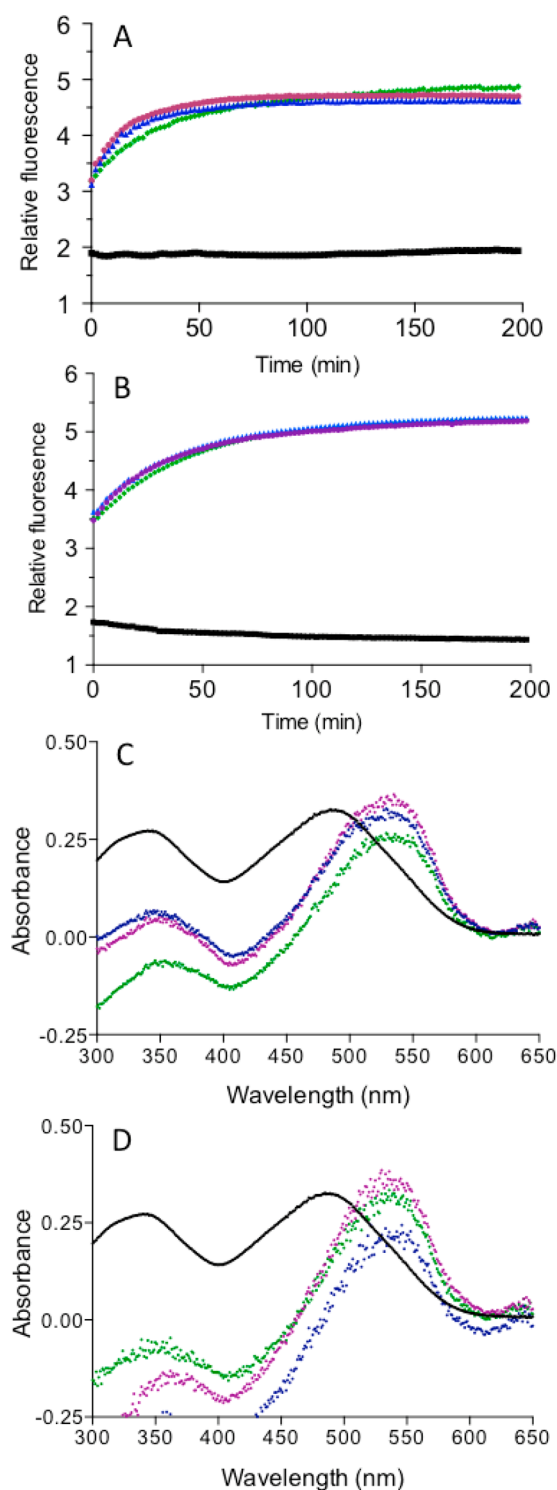 A
Relative fluorescence
6
5
4
3
2
1
0 50 100 150 200
Time (min)
B
Relative fluoresence
6
5
4
3
2
1
0 50 100 150 200
Time (min)
C
Absorbance
0.50
0.25
0.00
-0.25
300 350 400 450 500 550 600 650
Wavelength (nm)
D
Absorbance
0.50
0.25
0.00
-0.25
300 350 400 450 500 550 600 650
Wavelength (nm)